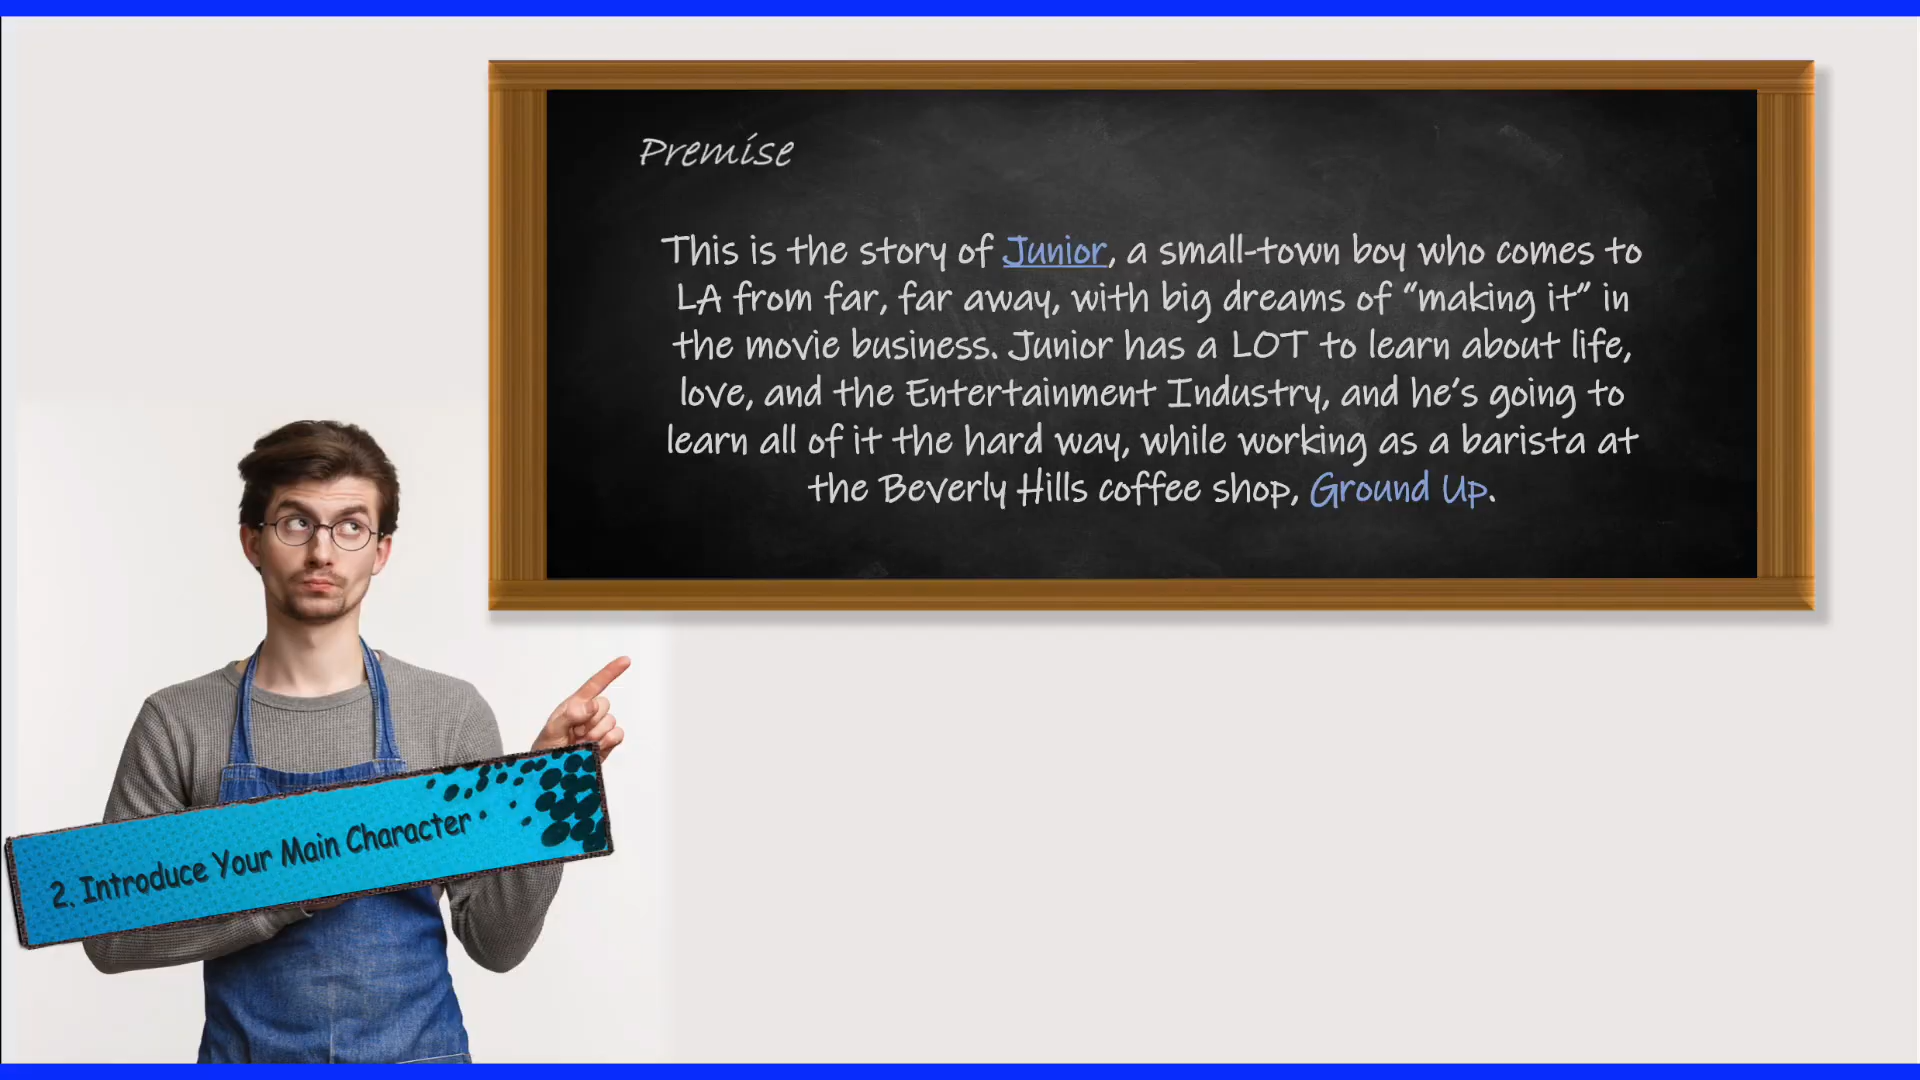 Premise
This is the story of Junior, a small-town boy who comes to
LA from far, far away, with big dreams of “making it” in
the movie business. Junior has a LOT to learn about life,
love, and the Entertainment Industry, and he’s going to
learn all of it the hard way, while working as a barista at
the Beverly Hills coffee shop, Ground Up.
2. Introduce Your Main Character